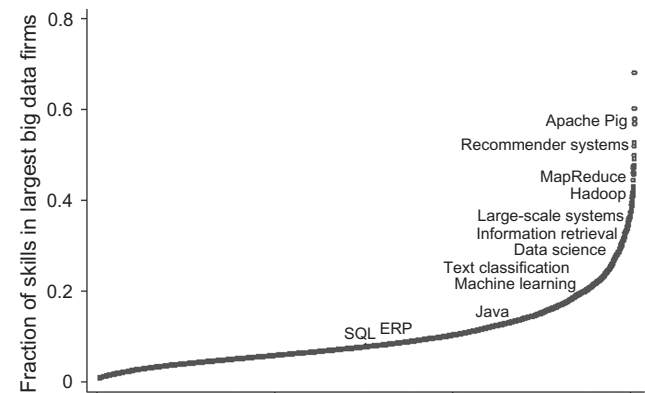 Fraction of skills in largest big data firms
0.8
0.6
0.4
0.2
0
Apache Pig
Recommender systems
MapReduce
Hadoop
Large-scale systems
Information retrieval
Data science
Text classification
Machine learning
Java
SQL ERP